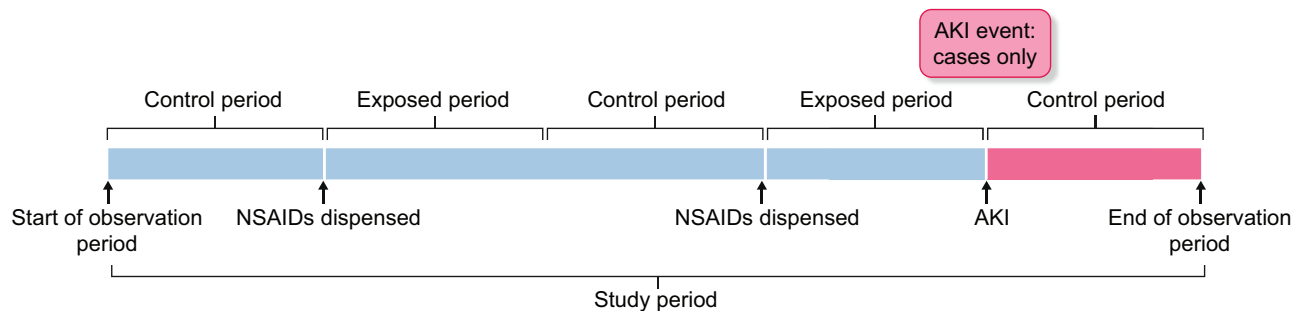 AKI event:
cases only
Control period
Exposed period
Control period
Exposed period
Control period
Start of observation
period
NSAIDs dispensed
NSAIDs dispensed
AKI
End of observation
period
Study period